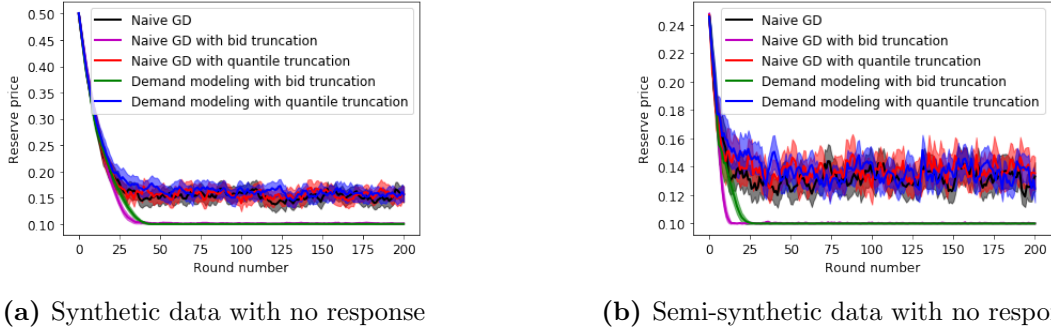 0.50
0.45
0.40
0.35
0.30
0.25
0.20
0.15
0.10
Reserve price
Naive GD
Naive GD with bid truncation
Naive GD with quantile truncation
Demand modeling with bid truncation
Demand modeling with quantile truncation
0 25 50 75 100 125 150 175 200
Round number
(a) Synthetic data with no response
0.24
0.22
0.20
0.18
0.16
0.14
0.12
0.10
Reserve price
Naive GD
Naive GD with bid truncation
Naive GD with quantile truncation
Demand modeling with bid truncation
Demand modeling with quantile truncation
0 25 50 75 100 125 150 175 200
Round number
(b) Semi-synthetic data with no respo